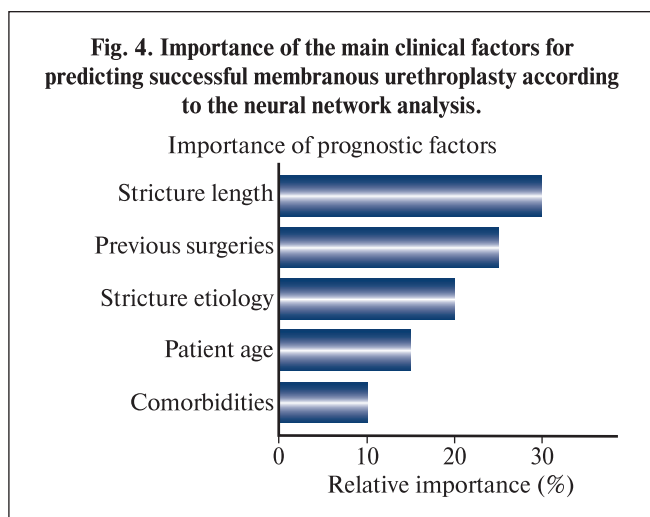 Fig. 4. Importance of the main clinical factors for
predicting successful membranous urethroplasty according
to the neural network analysis.
Importance of prognostic factors
Stricture length
Previous surgeries
Stricture etiology
Patient age
Comorbidities
0 10 20 30
Relative importance (%)